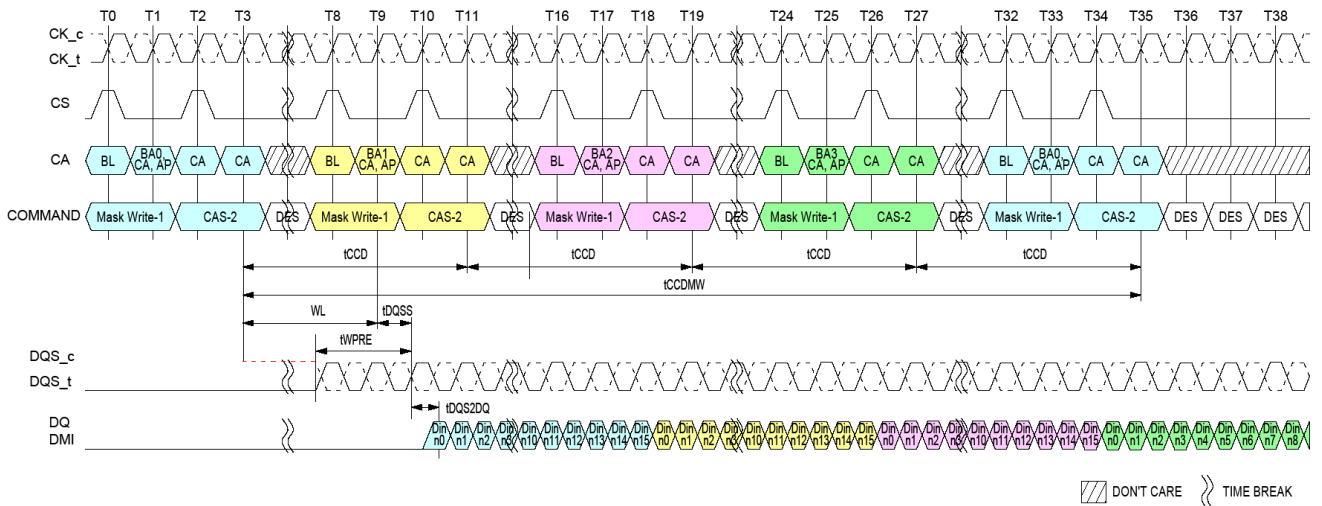 T0 T1 T2 T3 T8 T9 T10 T11 T16 T17 T18 T19 T24 T25 T26 T27 T32 T33 T34 T35 T36 T37 T38
CK_c
CK_t
CS
CA BL BA0, CA, AP CA CA BL BA1 CA, AP CA CA BL BA2 CA, AP CA CA BL BA3 CA, AP CA CA BL BA0, CA, AP CA CA
COMMAND Mask Write-1 CAS-2 DES Mask Write-1 CAS-2 DES Mask Write-1 CAS-2 DES Mask Write-1 CAS-2 DES Mask Write-1 CAS-2 DES DES DES
tCCD tCCD tCCD tCCD
tCCDMW
WL tDQSS
tWPRE
DQS_c
DQS_t
tDQS2DQ
DQ
DMI
Din Din Din Din Din Din Din Din Din Din Din Din Din Din Din Din Din Din Din Din Din Din Din Din Din Din Din Din Din Din Din Din Din Din Din Din Din Din Din
n0 n1 n2 n3 n10 n11 n12 n13 n14 n15 n0 n1 n2 n3 n10 n11 n12 n13 n14 n15 n0 n1 n2 n3 n10 n11 n12 n13 n14 n15 n0 n1 n2 n3 n4 n5 n6 n7 n8
DON'T CARE TIME BREAK